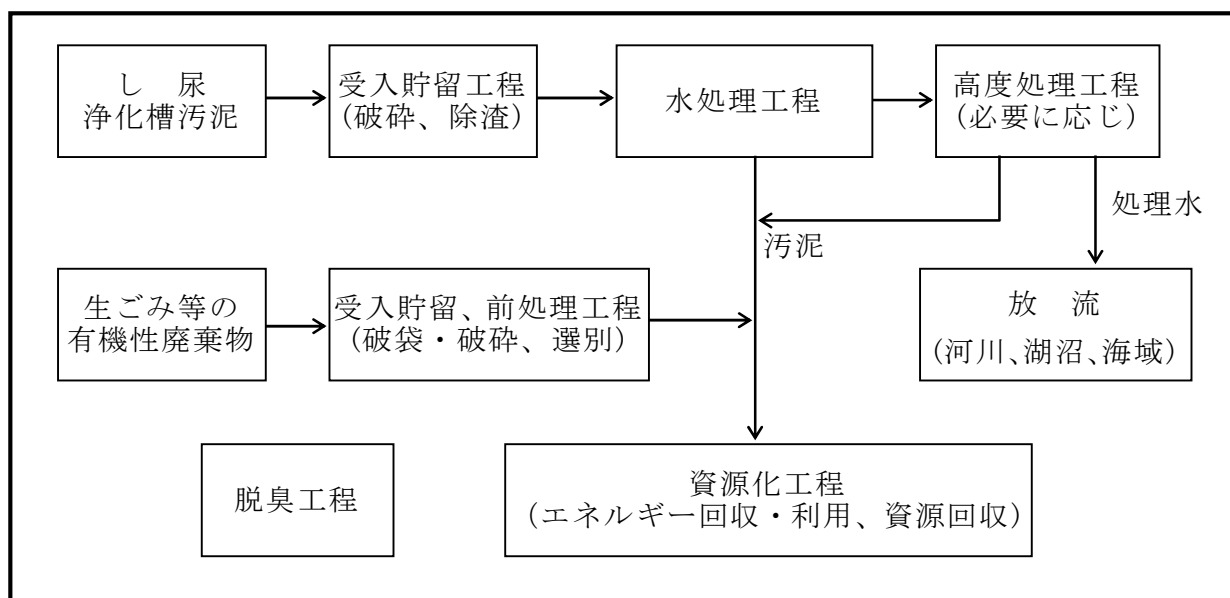 し 尿
浄化槽汚泥
受入貯留工程
(破砕、除渣)
水処理工程
高度処理工程
(必要に応じ)
処理水
汚泥
生ごみ等の
有機性廃棄物
受入貯留、前処理工程
(破袋・破砕、選別)
放 流
(河川、湖沼、海域)
脱臭工程
資源化工程
(エネルギー回収・利用、資源回収)